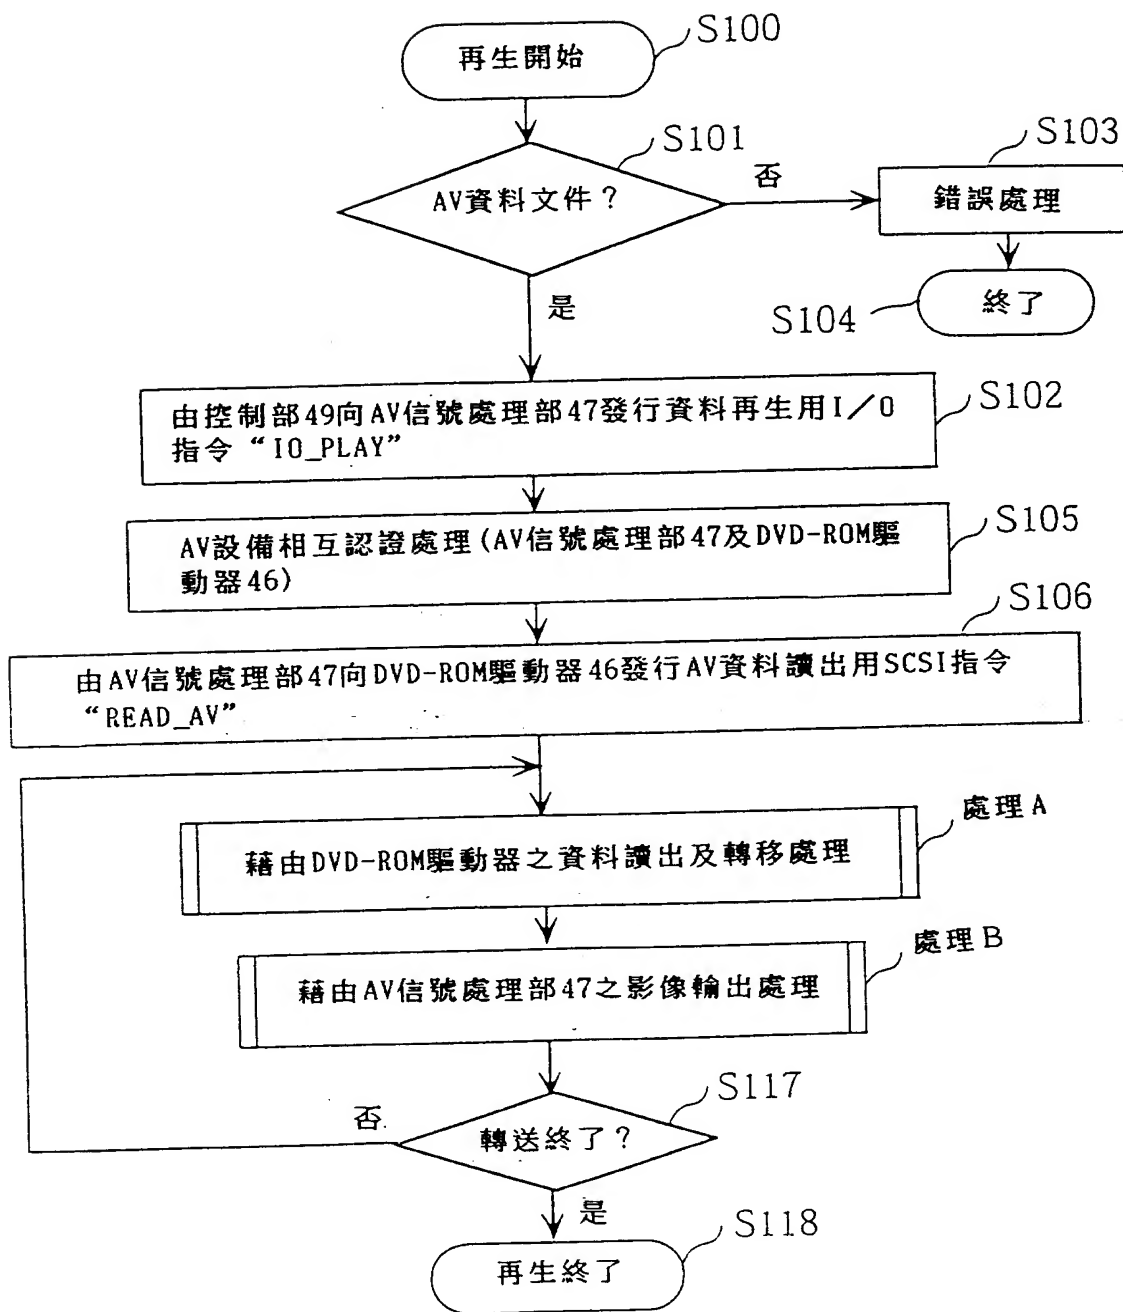 再生開始
S100
AV資料文件？
S101
否
S103
錯誤處理
是
S104
終了
由控制部49向AV信號處理部47發行資料再生用I／O
指令“IO_PLAY”
S102
AV設備相互認證處理(AV信號處理部47及DVD-ROM驅
動器46)
S105
S106
由AV信號處理部47向DVD-ROM驅動器46發行AV資料讀出用SCSI指令
“READ_AV”
處理A
藉由DVD-ROM驅動器之資料讀出及轉移處理
處理B
藉由AV信號處理部47之影像輸出處理
S117
否
轉送終了？
是
S118
再生終了